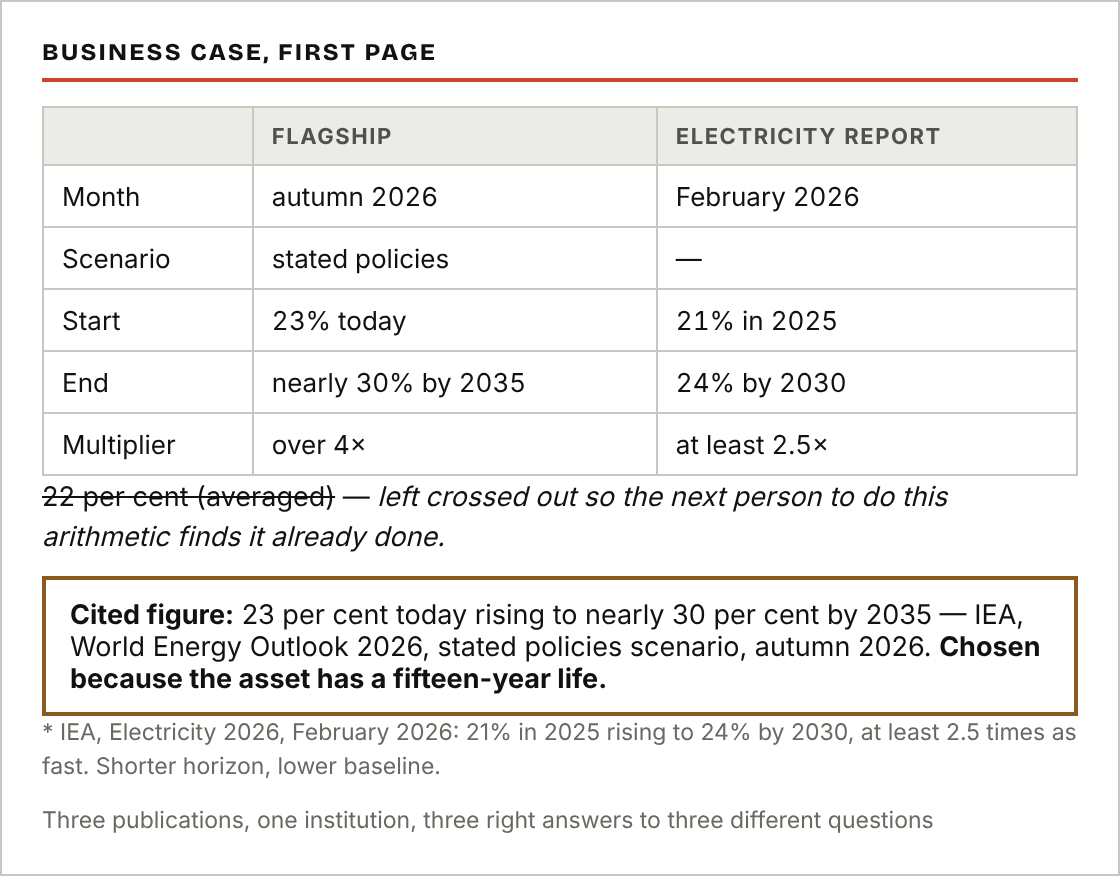 BUSINESS CASE, FIRST PAGE
FLAGSHIP ELECTRICITY REPORT
Month autumn 2026 February 2026
Scenario stated policies —
Start 23% today 21% in 2025
End nearly 30% by 2035 24% by 2030
Multiplier over 4× at least 2.5×
22 per cent (averaged) — left crossed out so the next person to do this
arithmetic finds it already done.
Cited figure: 23 per cent today rising to nearly 30 per cent by 2035 — IEA,
World Energy Outlook 2026, stated policies scenario, autumn 2026. Chosen
because the asset has a fifteen-year life.
* IEA, Electricity 2026, February 2026: 21% in 2025 rising to 24% by 2030, at least 2.5 times as
fast. Shorter horizon, lower baseline.
Three publications, one institution, three right answers to three different questions